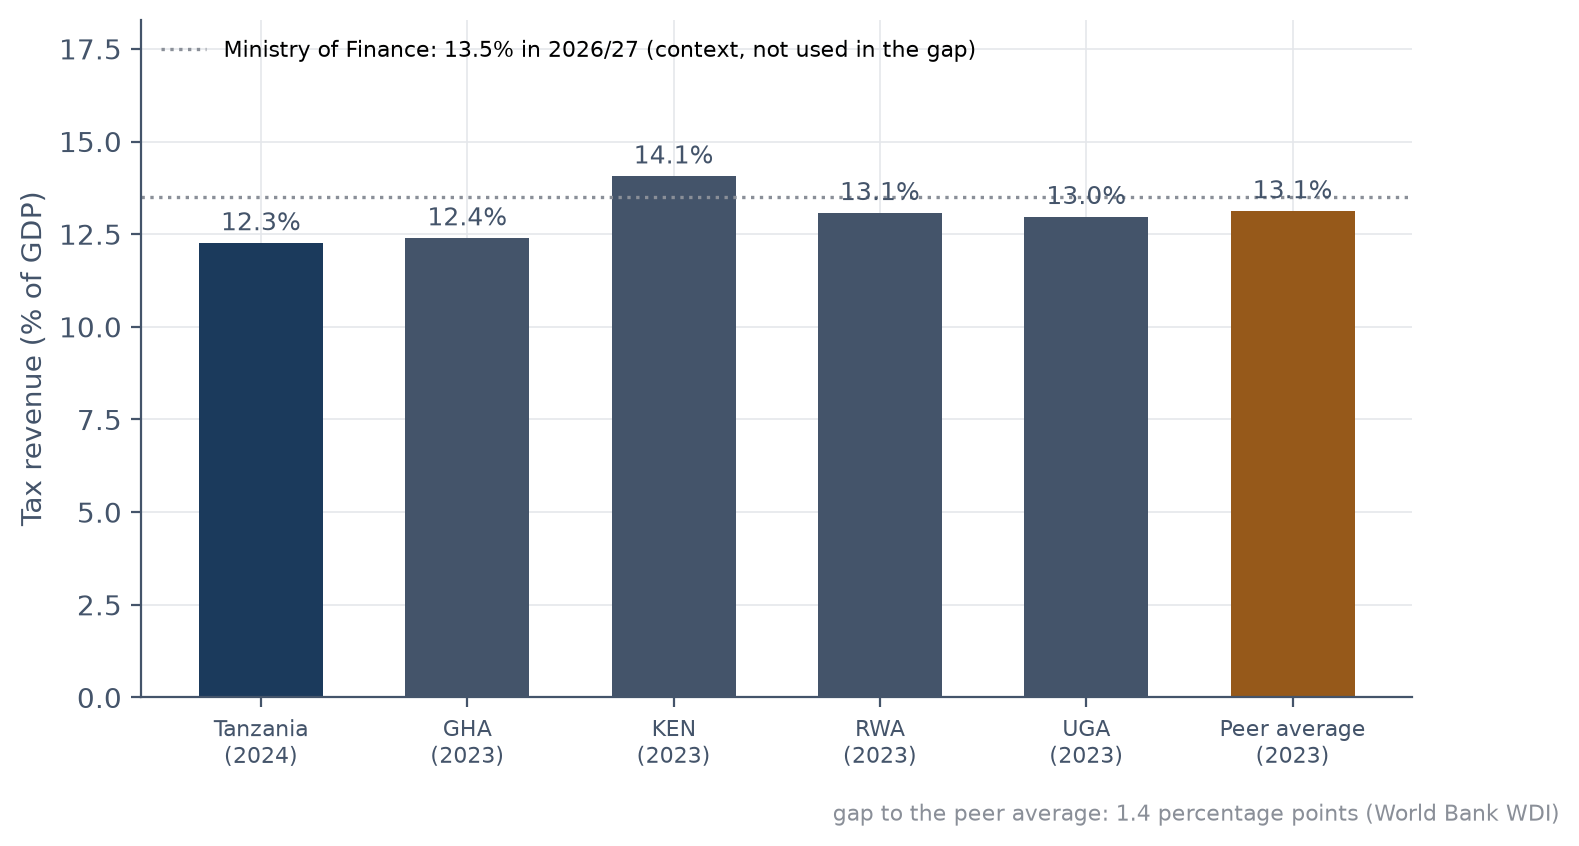 Ministry of Finance: 13.5% in 2026/27 (context, not used in the gap)
Tax revenue (% of GDP)
17.5
15.0
12.5
10.0
7.5
5.0
2.5
0.0
12.3%
12.4%
14.1%
13.1%
13.0%
13.1%
Tanzania
(2024)
GHA
(2023)
KEN
(2023)
RWA
(2023)
UGA
(2023)
Peer average
(2023)
gap to the peer average: 1.4 percentage points (World Bank WDI)